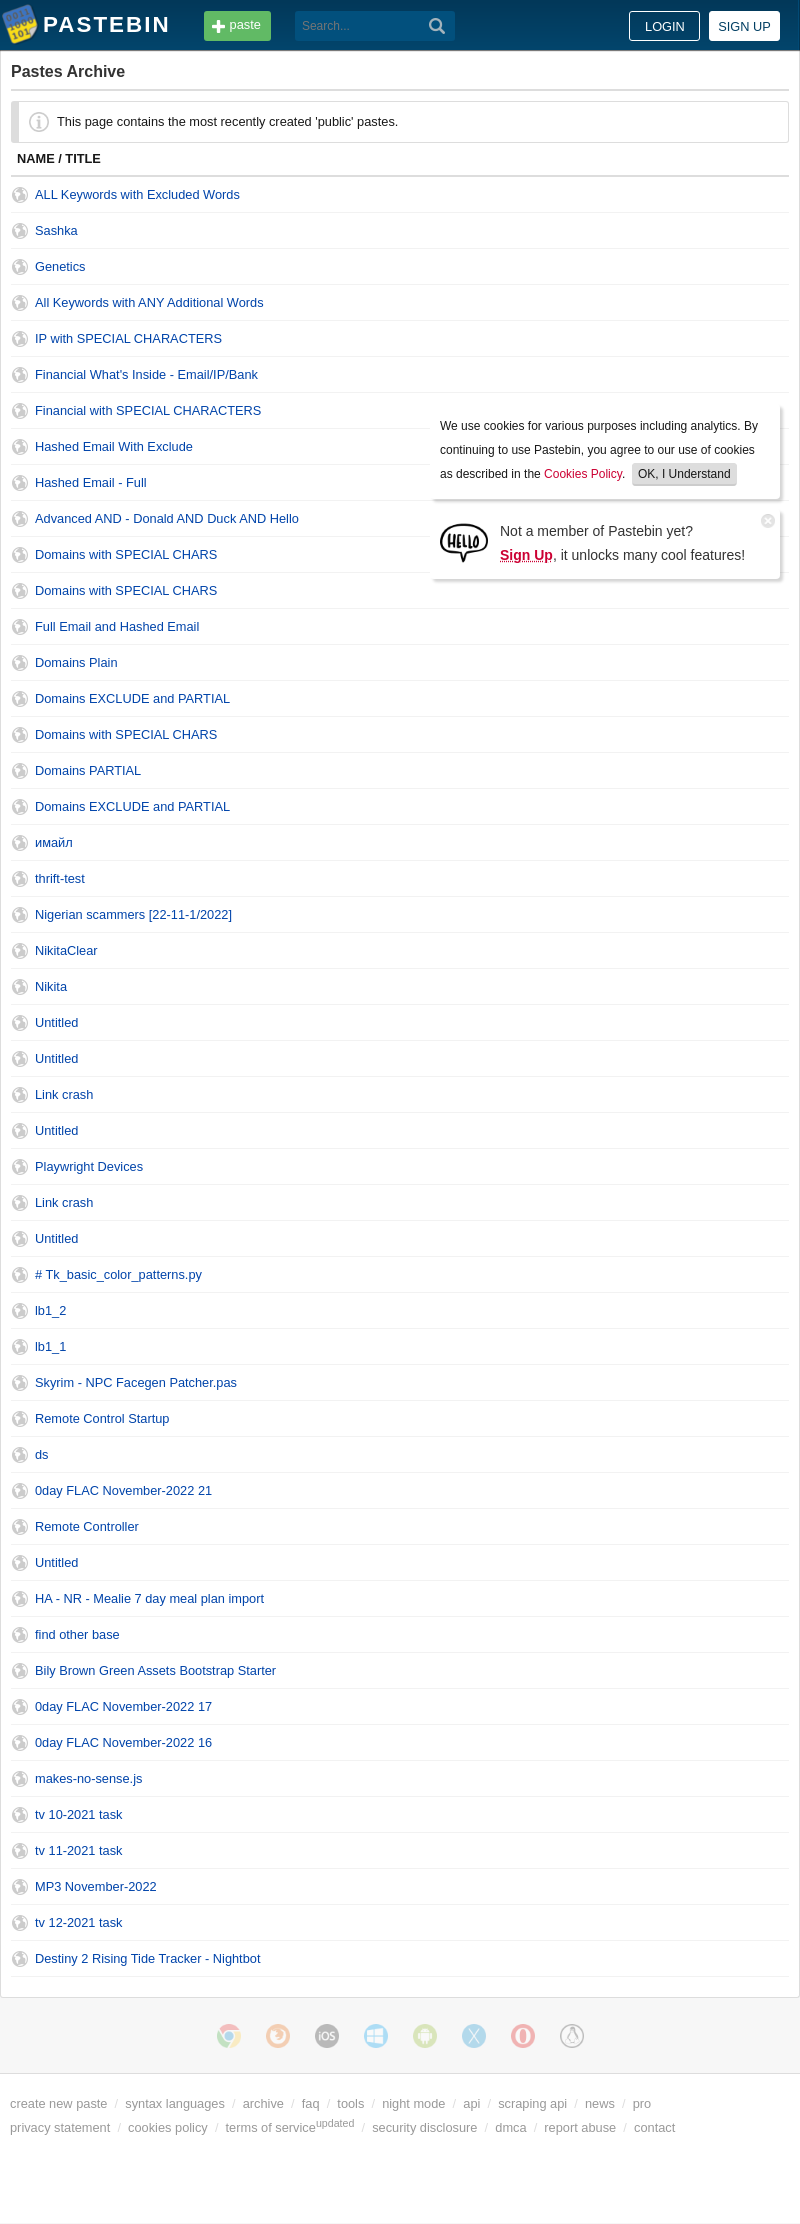 PASTEBIN
paste
Search...
LOGIN
SIGN UP
Pastes Archive
This page contains the most recently created 'public' pastes.
NAME / TITLE
ALL Keywords with Excluded Words
Sashka
Genetics
All Keywords with ANY Additional Words
IP with SPECIAL CHARACTERS
Financial What's Inside - Email/IP/Bank
Financial with SPECIAL CHARACTERS
Hashed Email With Exclude
Hashed Email - Full
Advanced AND - Donald AND Duck AND Hello
Domains with SPECIAL CHARS
Domains with SPECIAL CHARS
Full Email and Hashed Email
Domains Plain
Domains EXCLUDE and PARTIAL
Domains with SPECIAL CHARS
Domains PARTIAL
Domains EXCLUDE and PARTIAL
имайл
thrift-test
Nigerian scammers [22-11-1/2022]
NikitaClear
Nikita
Untitled
Untitled
Link crash
Untitled
Playwright Devices
Link crash
Untitled
# Tk_basic_color_patterns.py
lb1_2
lb1_1
Skyrim - NPC Facegen Patcher.pas
Remote Control Startup
ds
0day FLAC November-2022 21
Remote Controller
Untitled
HA - NR - Mealie 7 day meal plan import
find other base
Bily Brown Green Assets Bootstrap Starter
0day FLAC November-2022 17
0day FLAC November-2022 16
makes-no-sense.js
tv 10-2021 task
tv 11-2021 task
MP3 November-2022
tv 12-2021 task
Destiny 2 Rising Tide Tracker - Nightbot
We use cookies for various purposes including analytics. By
continuing to use Pastebin, you agree to our use of cookies
as described in the Cookies Policy. OK, I Understand
HELLO
Not a member of Pastebin yet?
Sign Up, it unlocks many cool features!
iOS
create new paste / syntax languages / archive / faq / tools / night mode / api / scraping api / news / pro
privacy statement / cookies policy / terms of service updated / security disclosure / dmca / report abuse / contact